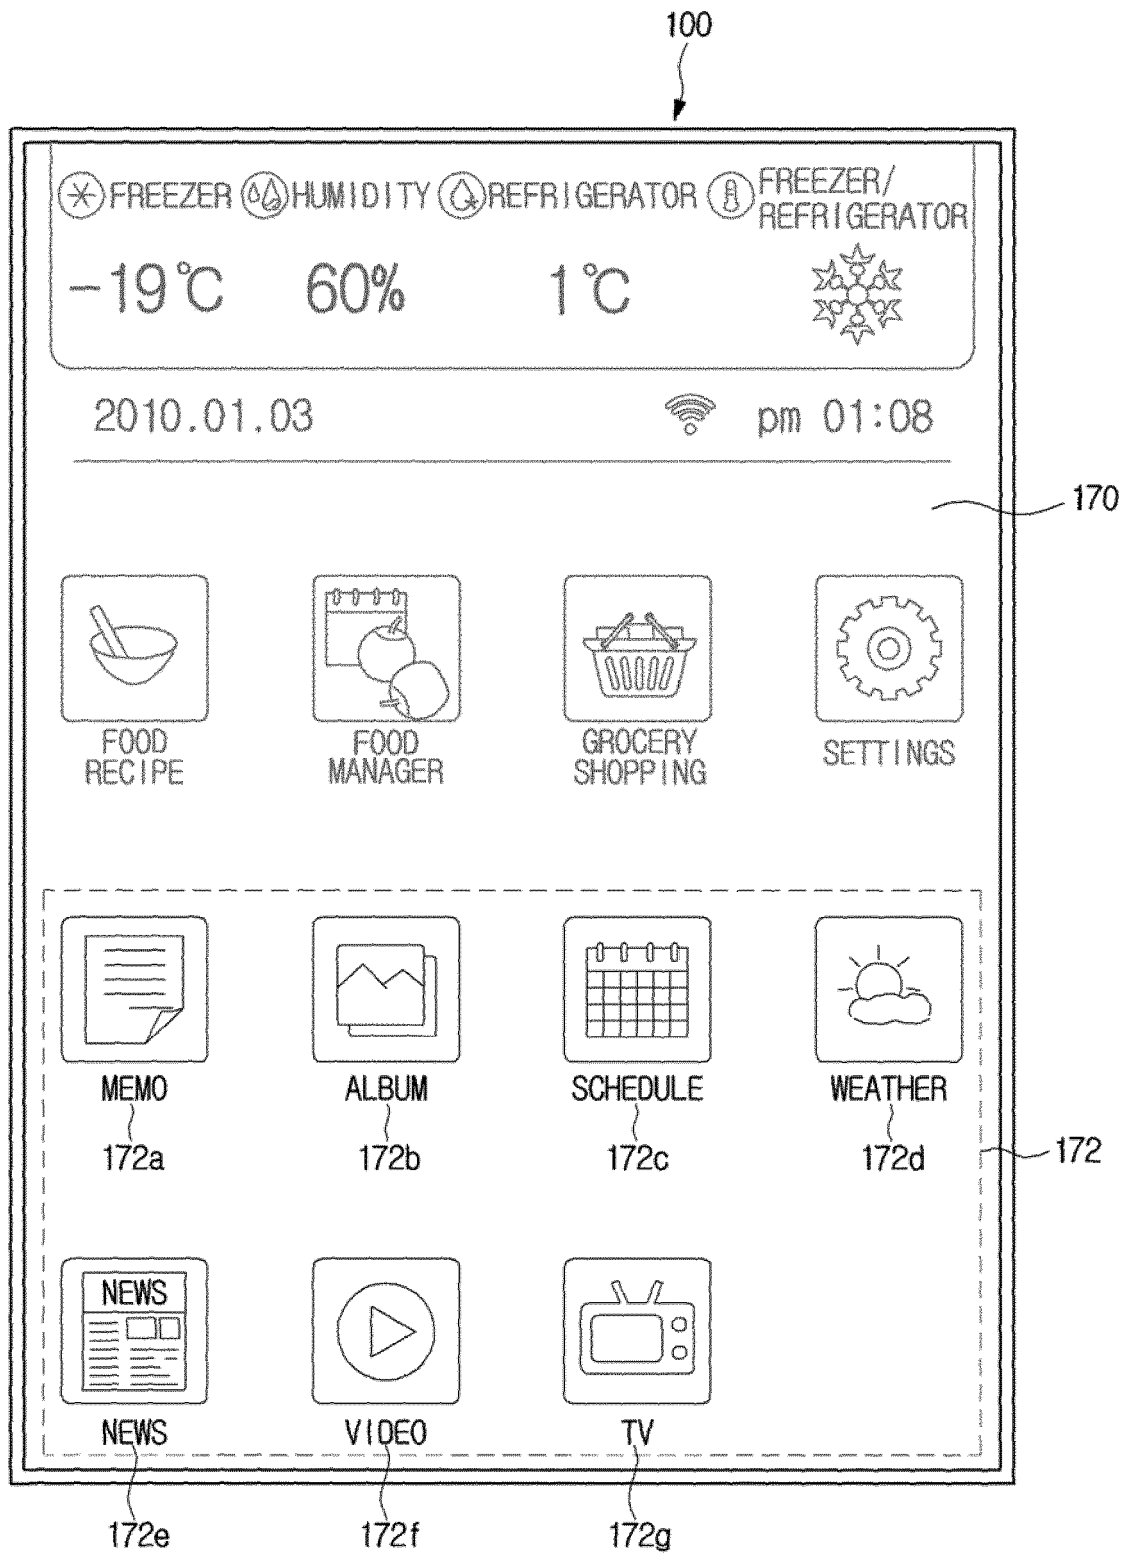 100
FREEZER HUMIDITY REFRIGERATOR FREEZER/
REFRIGERATOR
-19℃ 60% 1℃
2010.01.03 pm 01:08
170
FOOD RECIPE
FOOD MANAGER
GROCERY SHOPPING
SETTINGS
MEMO ALBUM SCHEDULE WEATHER
172a 172b 172c 172d 172
NEWS
NEWS VIDEO TV
172e 172f 172g